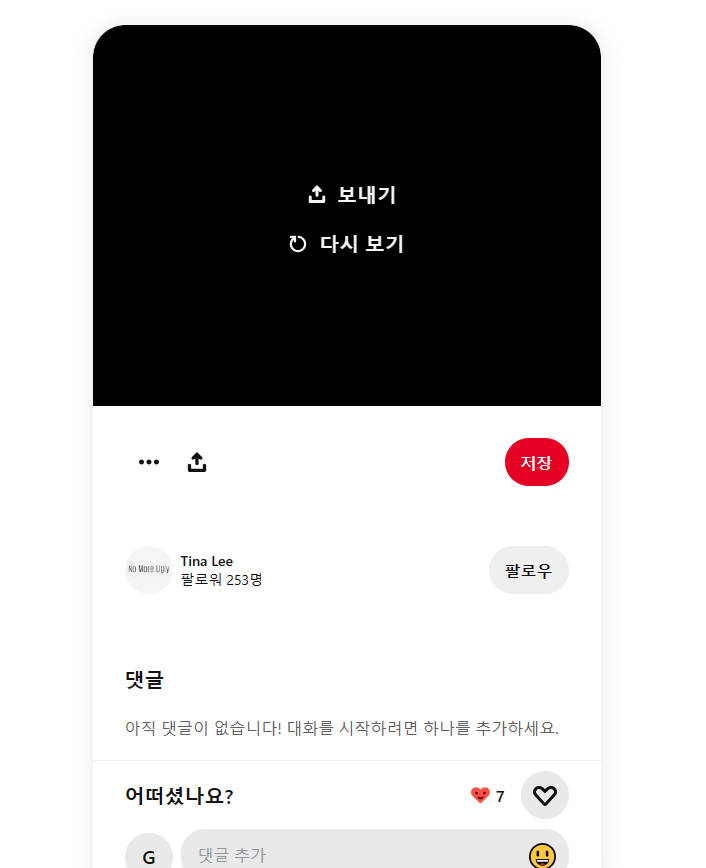 보내기
다시 보기
저장
No More Ugly
Tina Lee
팔로워 253명
팔로우
댓글
아직 댓글이 없습니다! 대화를 시작하려면 하나를 추가하세요.
어떠셨나요?
7
G
댓글 추가